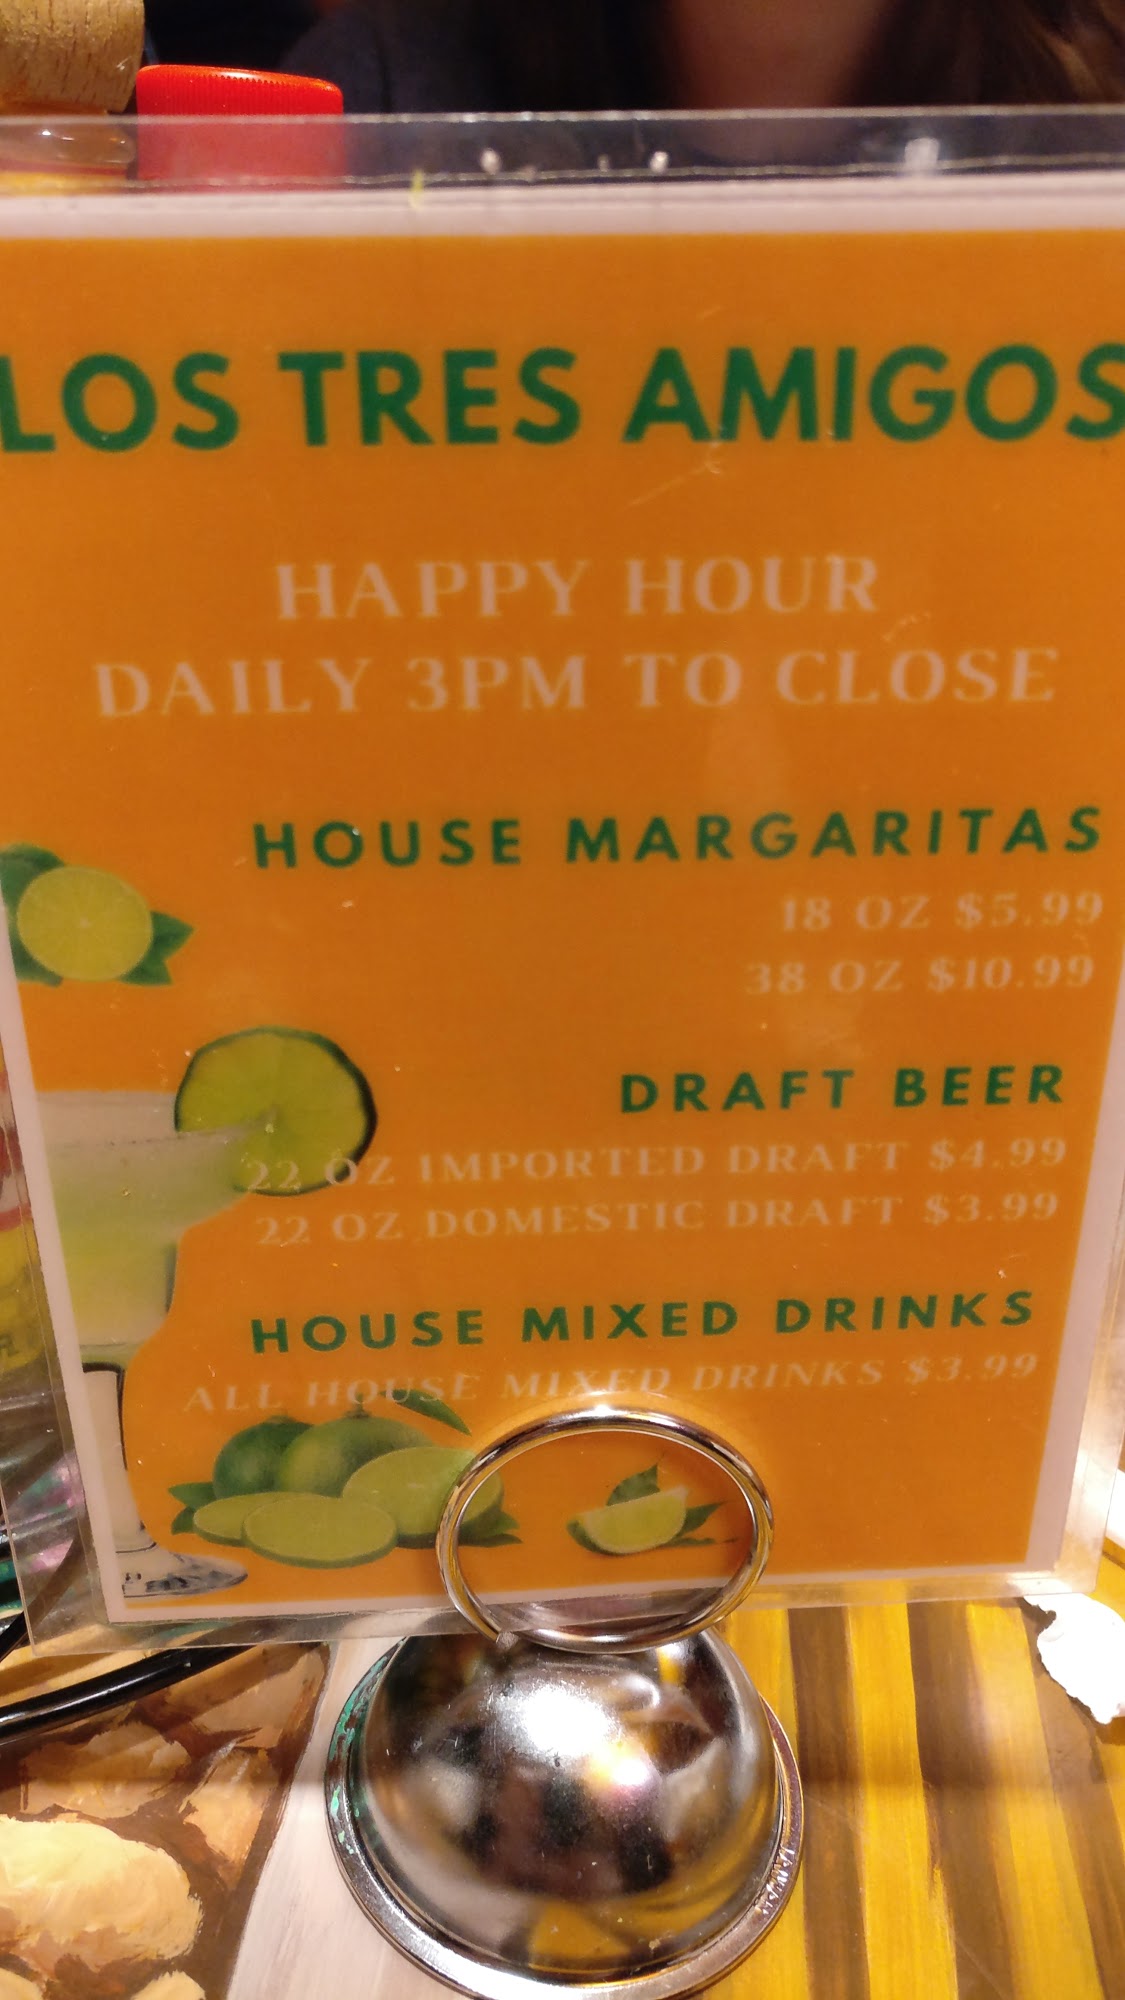 LOS TRES AMIGOS
HAPPY HOUR
DAILY 3PM TO CLOSE
HOUSE MARGARITAS
18 OZ $5.99
38 OZ $10.99
DRAFT BEER
22 OZ IMPORTED DRAFT $4.99
22 OZ DOMESTIC DRAFT $3.99
HOUSE MIXED DRINKS
ALL HOUSE MIXED DRINKS $3.99